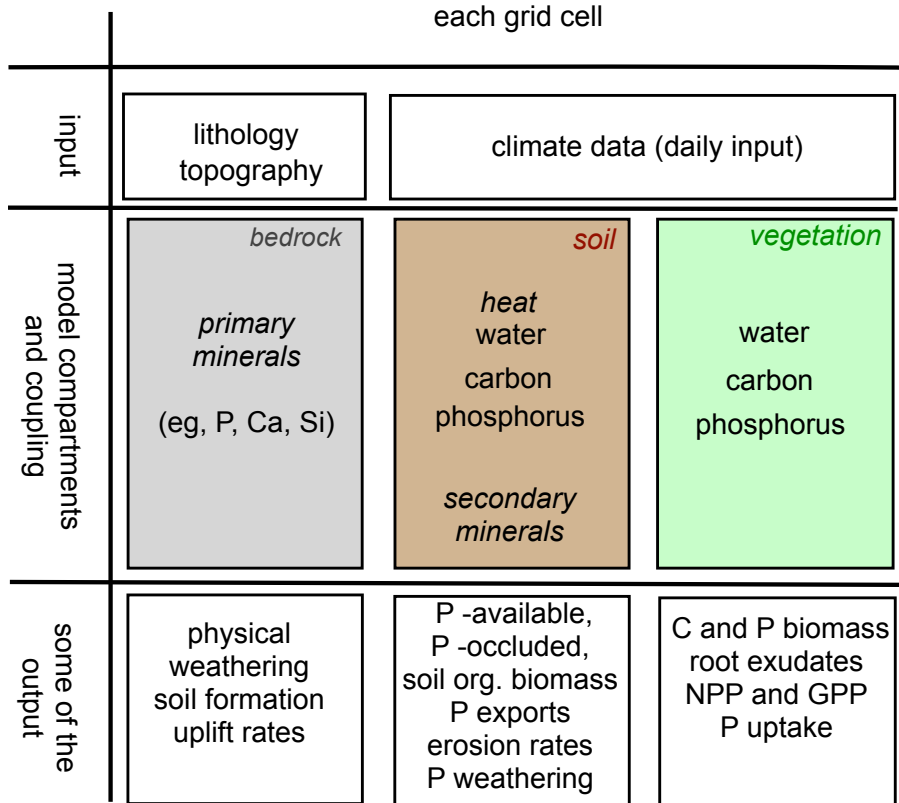 each grid cell
input
lithology
topography
climate data (daily input)
model compartments
and coupling
bedrock
primary
minerals
(eg, P, Ca, Si)
soil
heat
water
carbon
phosphorus
secondary
minerals
vegetation
water
carbon
phosphorus
some of the
output
physical
weathering
soil formation
uplift rates
P -available,
P -occluded,
soil org. biomass
P exports
erosion rates
P weathering
C and P biomass
root exudates
NPP and GPP
P uptake